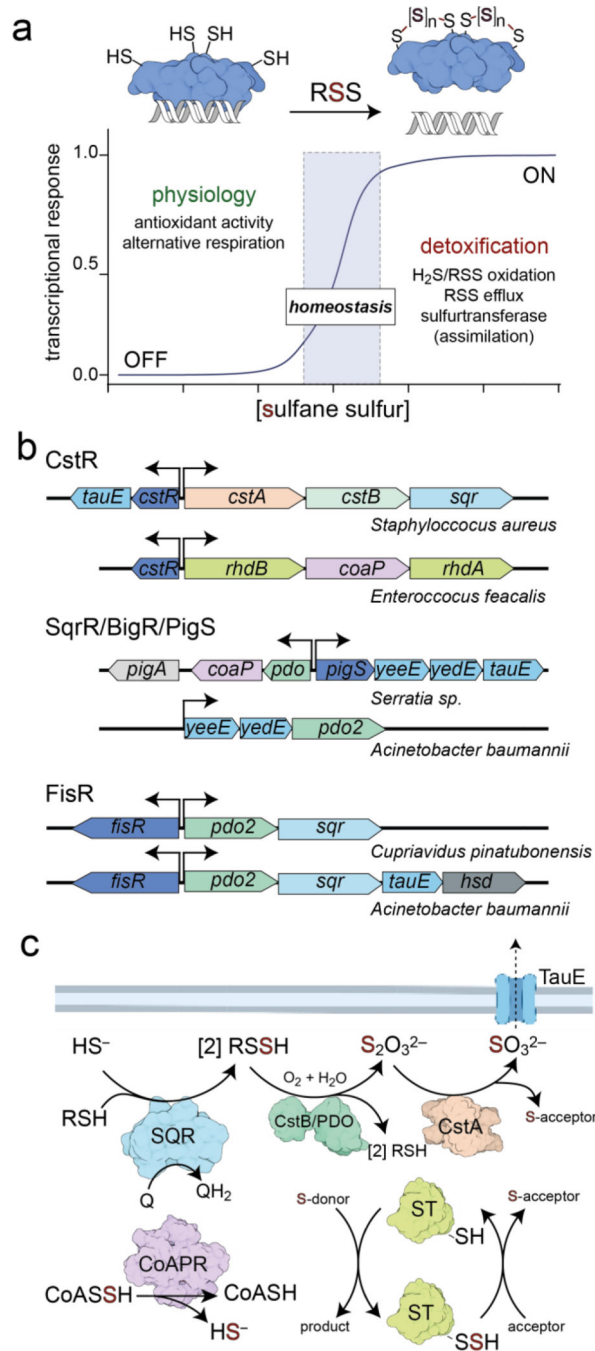 a
HS
HS
SH
SH
RSS
S
[S]n
S
S
[S]n
S
transcriptional response
1.0
0.5
0.0
physiology
antioxidant activity
alternative respiration
ON
detoxification
H₂S/RSS oxidation
RSS efflux
sulfurtransferase
(assimilation)
homeostasis
OFF
[sulfane sulfur]
b
CstR
tauE cstR cstA cstB sqr
Staphyloccocus aureus
cstR rhdB coaP rhdA
Enteroccocus feacalis
SqrR/BigR/PigS
pigA coaP pdo pigS yeeE yedE tauE
Serratia sp.
yeeE yedE pdo2
Acinetobacter baumannii
FisR
fisR pdo2 sqr
Cupriavidus pinatubonensis
fisR pdo2 sqr tauE hsd
Acinetobacter baumannii
c
TauE
HS⁻ [2] RSSH S₂O₃²⁻ SO₃²⁻
O₂ + H₂O
RSH
SQR
CstB/PDO
[2] RSH
CstA
S-acceptor
Q QH₂
S-donor
ST
SH
S-acceptor
CoAPR
CoASSH CoASH
HS⁻
product
ST
SSH
acceptor